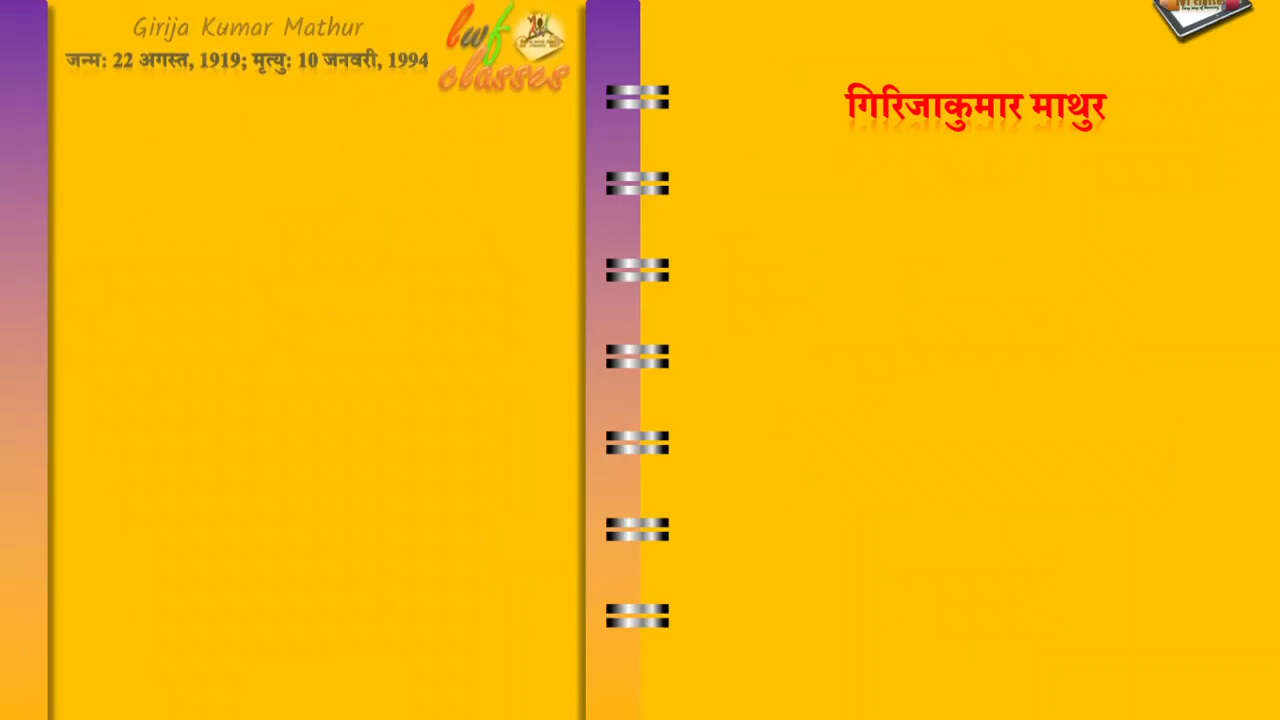 Girija Kumar Mathur
जन्म: 22 अगस्त, 1919; मृत्यु: 10 जनवरी, 1994
lwf
classes
गिरिजाकुमार माथुर